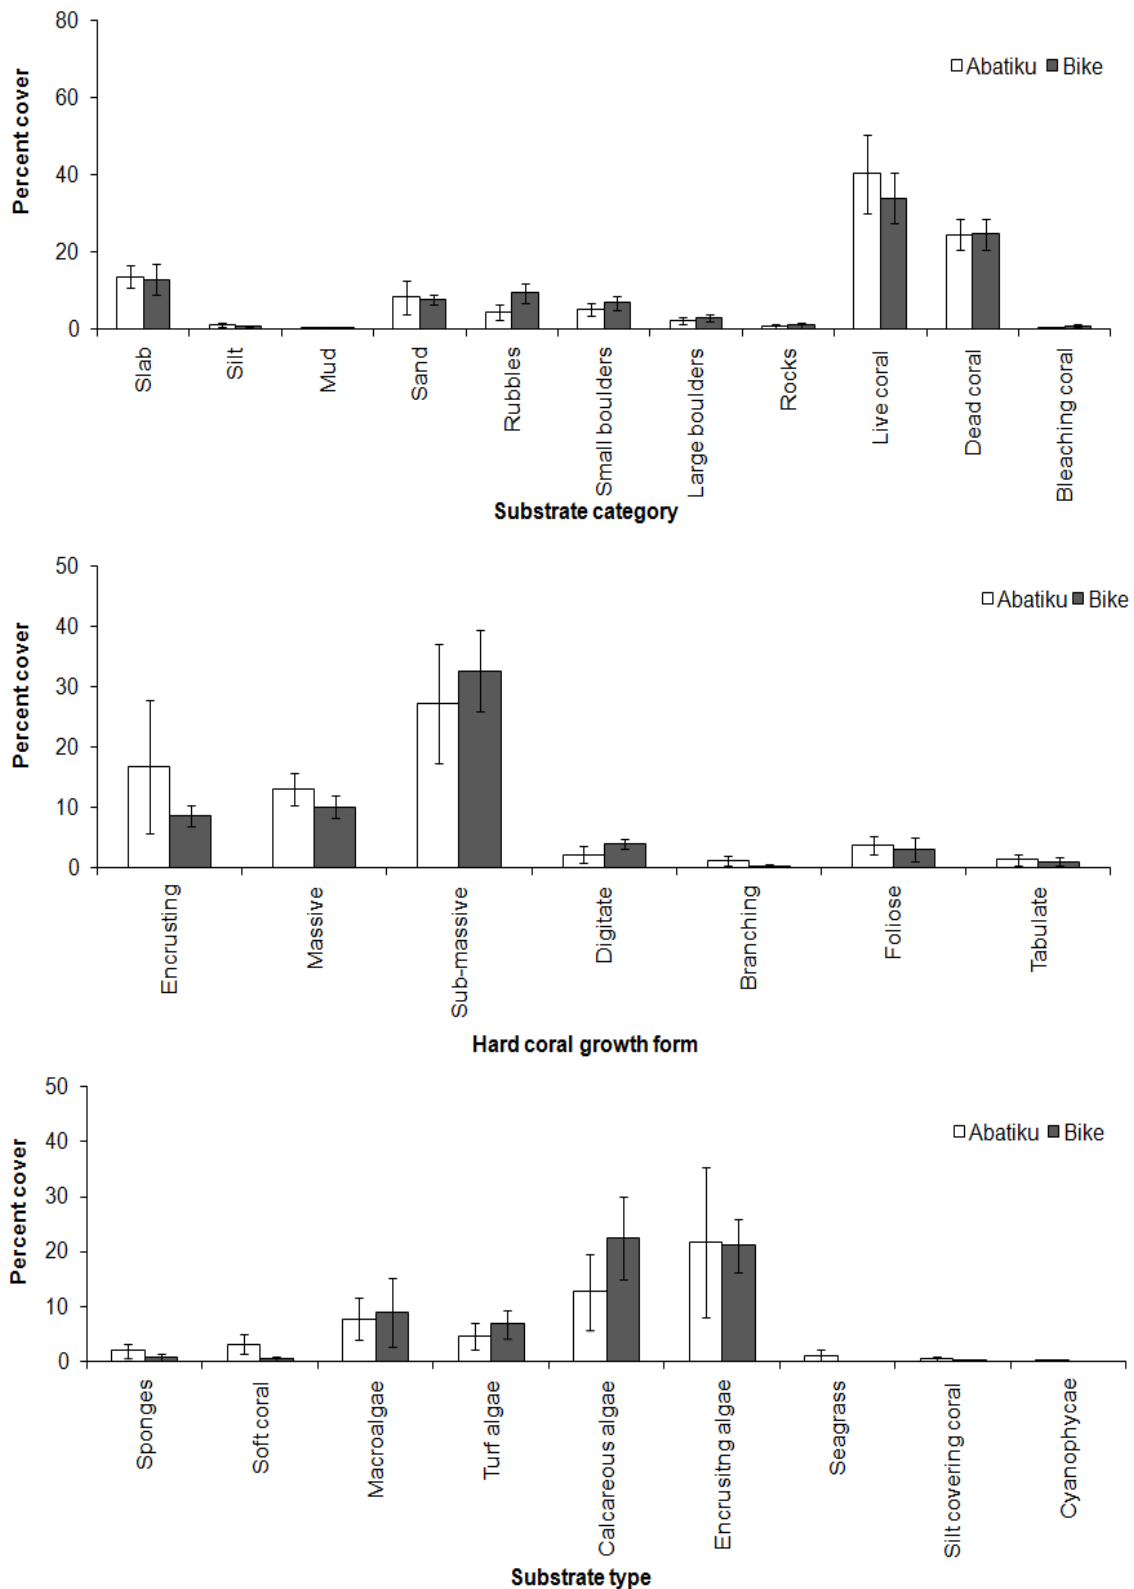 80
60
40
20
0
Percent cover
Abatiku Bike
Slab
Silt
Mud
Sand
Rubbles
Small boulders
Large boulders
Rocks
Live coral
Dead coral
Bleaching coral
Substrate category
50
40
30
20
10
0
Percent cover
Abatiku Bike
Encrusting
Massive
Sub-massive
Digitate
Branching
Foliose
Tabulate
Hard coral growth form
50
40
30
20
10
0
Percent cover
Abatiku Bike
Sponges
Soft coral
Macroalgae
Turf algae
Calcareous algae
Encrusitng algae
Seagrass
Silt covering coral
Cyanophycae
Substrate type